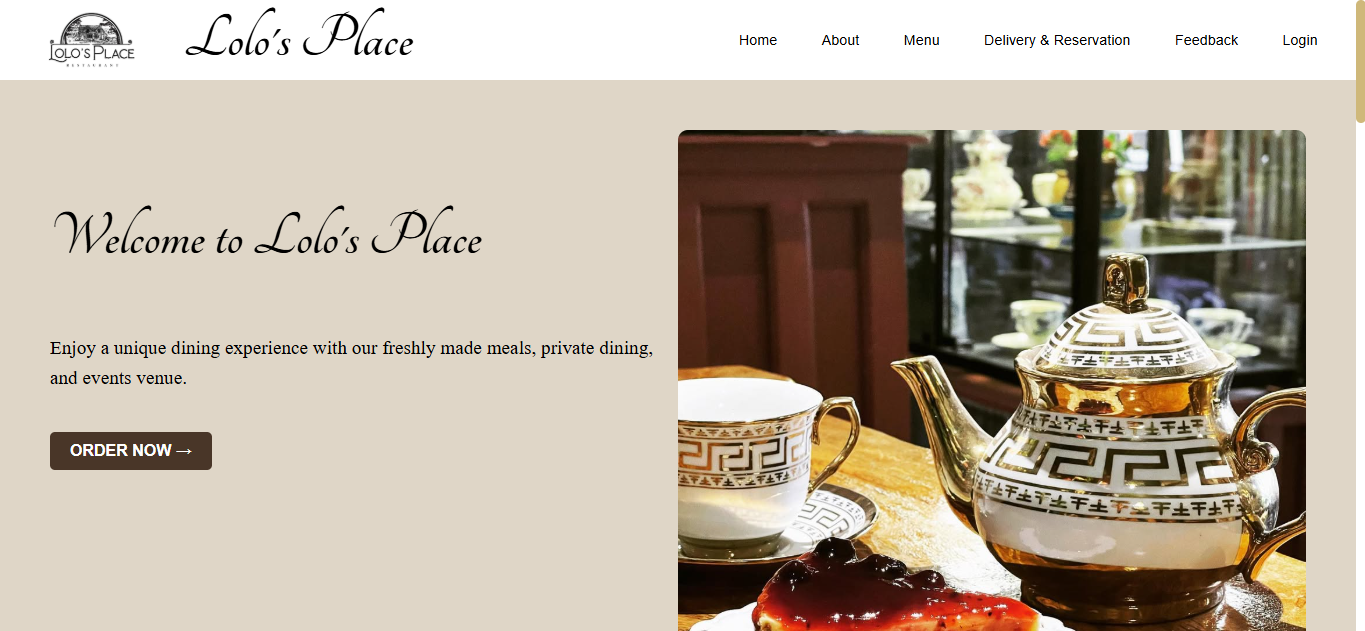 LOLO'S PLACE
RESTAURANT
Lolo's Place
Home
About
Menu
Delivery & Reservation
Feedback
Login
Welcome to Lolo's Place
Enjoy a unique dining experience with our freshly made meals, private dining,
and events venue.
ORDER NOW →